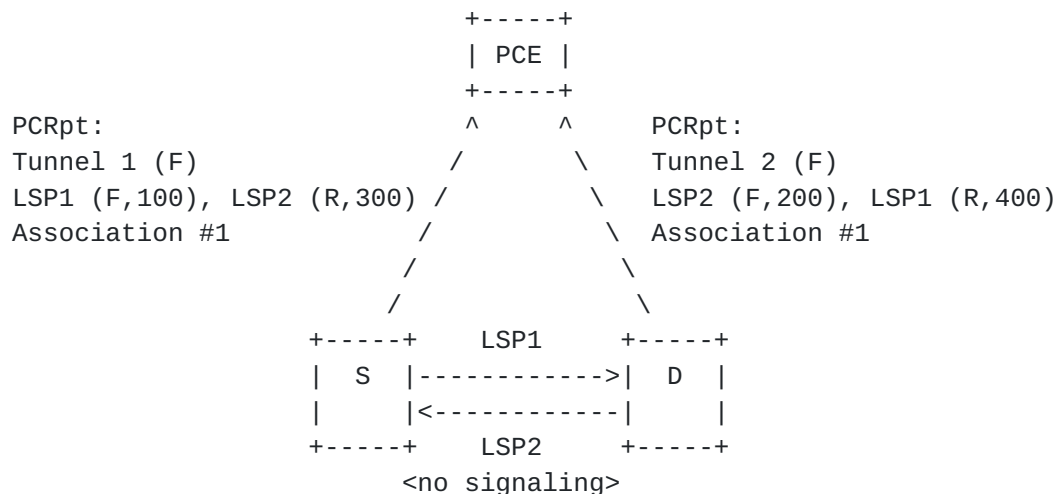 +-----+
| PCE |
+-----+
PCRpt: ^ ^ PCRpt:
Tunnel 1 (F) / \ Tunnel 2 (F)
LSP1 (F,100), LSP2 (R,300) / \ LSP2 (F,200), LSP1 (R,400)
Association #1 / \ Association #1
/ \
/ \
+-----+ LSP1 +-----+
| S |------------>| D |
| |<------------| |
+-----+ LSP2 +-----+
<no signaling>